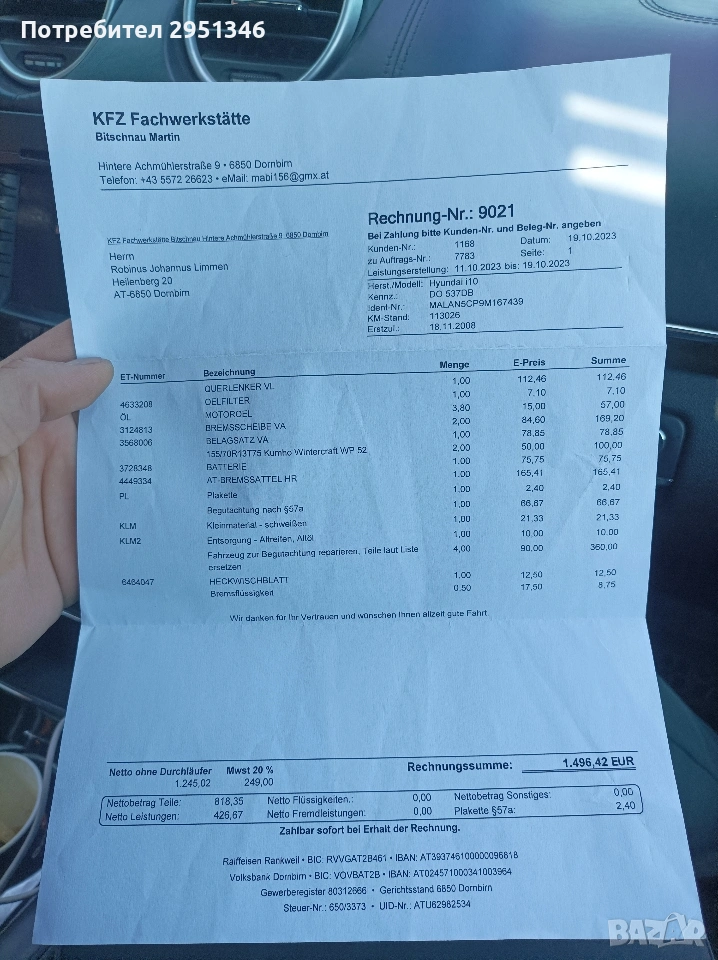 Потребител 2951346
KFZ Fachwerkstätte
Bitschnau Martin
Hintere Achmühlerstraße 9 • 6850 Dornbirn
Telefon: +43 5572 26623 • eMail: mabi156@gmx.at
Rechnung-Nr.: 9021
Bei Zahlung bitte Kunden-Nr. und Beleg-Nr. angeben
Kunden-Nr.: 1168 Datum: 19.10.2023
zu Auftrags-Nr.: 7783 Seite: 1
Leistungserstellung: 11.10.2023 bis: 19.10.2023
KFZ Fachwerkstätte Bitschnau Hintere Achmühlerstraße 9 6850 Dornbirn
Herrn
Robinus Johannus Limmen
Heilenberg 20
AT-6850 Dornbirn
Herst./Modell: Hyundai i10
Kennz.: DO 537DB
Ident-Nr.: MALAN5CP9M167439
KM-Stand: 113026
Erstzul.: 18.11.2008
ET-Nummer Bezeichnung Menge E-Preis Summe
QUERLENKER VL 1,00 112,46 112,46
4633208 OELFILTER 1,00 7,10 7,10
ÖL MOTOROEL 3,80 15,00 57,00
3124813 BREMSSCHEIBE VA 2,00 84,60 169,20
3568006 BELAGSATZ VA 1,00 78,85 78,85
155/70R13T75 Kumho Wintercraft WP 52 2,00 50,00 100,00
3728348 BATTERIE 1,00 75,75 75,75
4449334 AT-BREMSSATTEL HR 1,00 165,41 165,41
PL Plakette 1,00 2,40 2,40
Begutachtung nach §57a 1,00 66,67 66,67
KLM Kleinmaterial - schweißen 1,00 21,33 21,33
KLM2 Entsorgung - Altreifen, Altöl 1,00 10,00 10,00
Fahrzeug zur Begutachtung reparieren, Teile laut Liste 4,00 90,00 360,00
ersetzen
6464047 HECKWISCHBLATT 1,00 12,50 12,50
Bremsflüssigkeit 0,50 17,50 8,75
Wir danken für Ihr Vertrauen und wünschen Ihnen allzeit gute Fahrt
Netto ohne Durchläufer Mwst 20 % Rechnungssumme: 1.496,42 EUR
1.245,02 249,00
Nettobetrag Teile: 818,35 Netto Flüssigkeiten.: 0,00 Nettobetrag Sonstiges: 0,00
Netto Leistungen: 426,67 Netto Fremdleistungen: 0,00 Plakette §57a: 2,40
Zahlbar sofort bei Erhalt der Rechnung.
Raiffeisen Rankweil • BIC: RVVGAT2B461 • IBAN: AT393746100000096818
Volksbank Dornbirn • BIC: VOVBAT2B • IBAN: AT024571000341003964
Gewerberegister 80312666 • Gerichtsstand 6850 Dornbirn
Steuer-Nr.: 650/3373 • UID-Nr.: ATU62982534
BAZAR